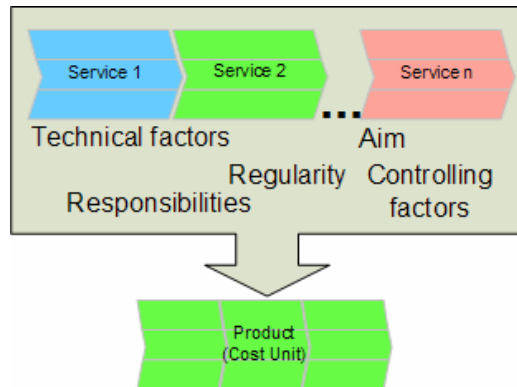 Service 1
Service 2
...
Service n
Technical factors
Aim
Regularity
Controlling
factors
Responsibilities
Product
(Cost Unit)